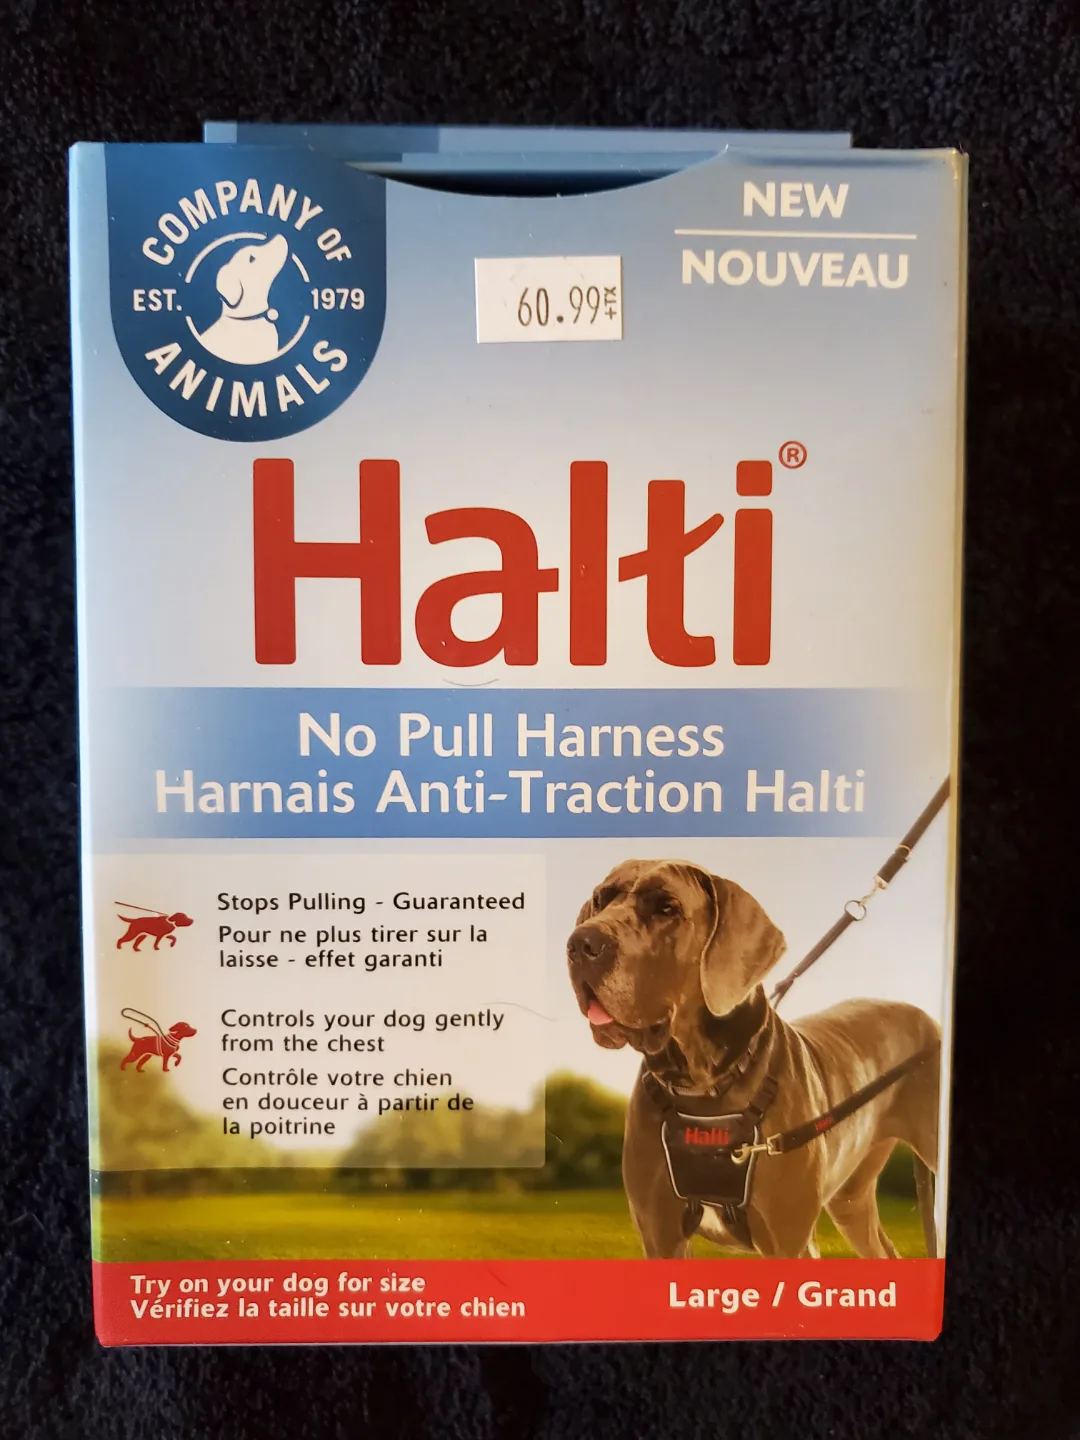 COMPANY OF
EST. 1979
ANIMALS
NEW
NOUVEAU
60.99 +TX
Halti®
No Pull Harness
Harnais Anti-Traction Halti
Stops Pulling - Guaranteed
Pour ne plus tirer sur la
laisse - effet garanti
Controls your dog gently
from the chest
Contrôle votre chien
en douceur à partir de
la poitrine
Halti
Halti
Try on your dog for size
Vérifiez la taille sur votre chien
Large / Grand